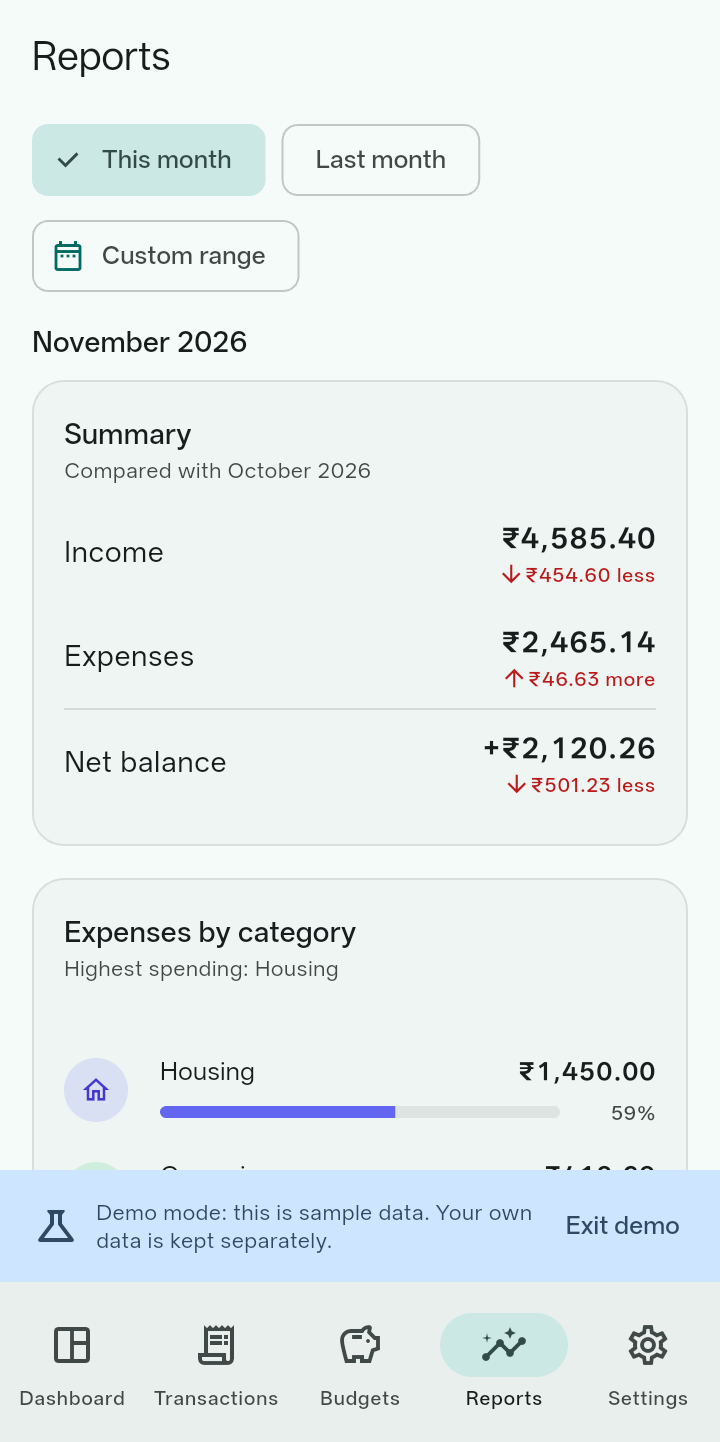 Reports
This month
Last month
Custom range
November 2026
Summary
Compared with October 2026
Income
₹4,585.40
↓ ₹454.60 less
Expenses
₹2,465.14
↑ ₹46.63 more
Net balance
+₹2,120.26
↓ ₹501.23 less
Expenses by category
Highest spending: Housing
Housing
₹1,450.00
59%
Demo mode: this is sample data. Your own
data is kept separately.
Exit demo
Dashboard
Transactions
Budgets
Reports
Settings